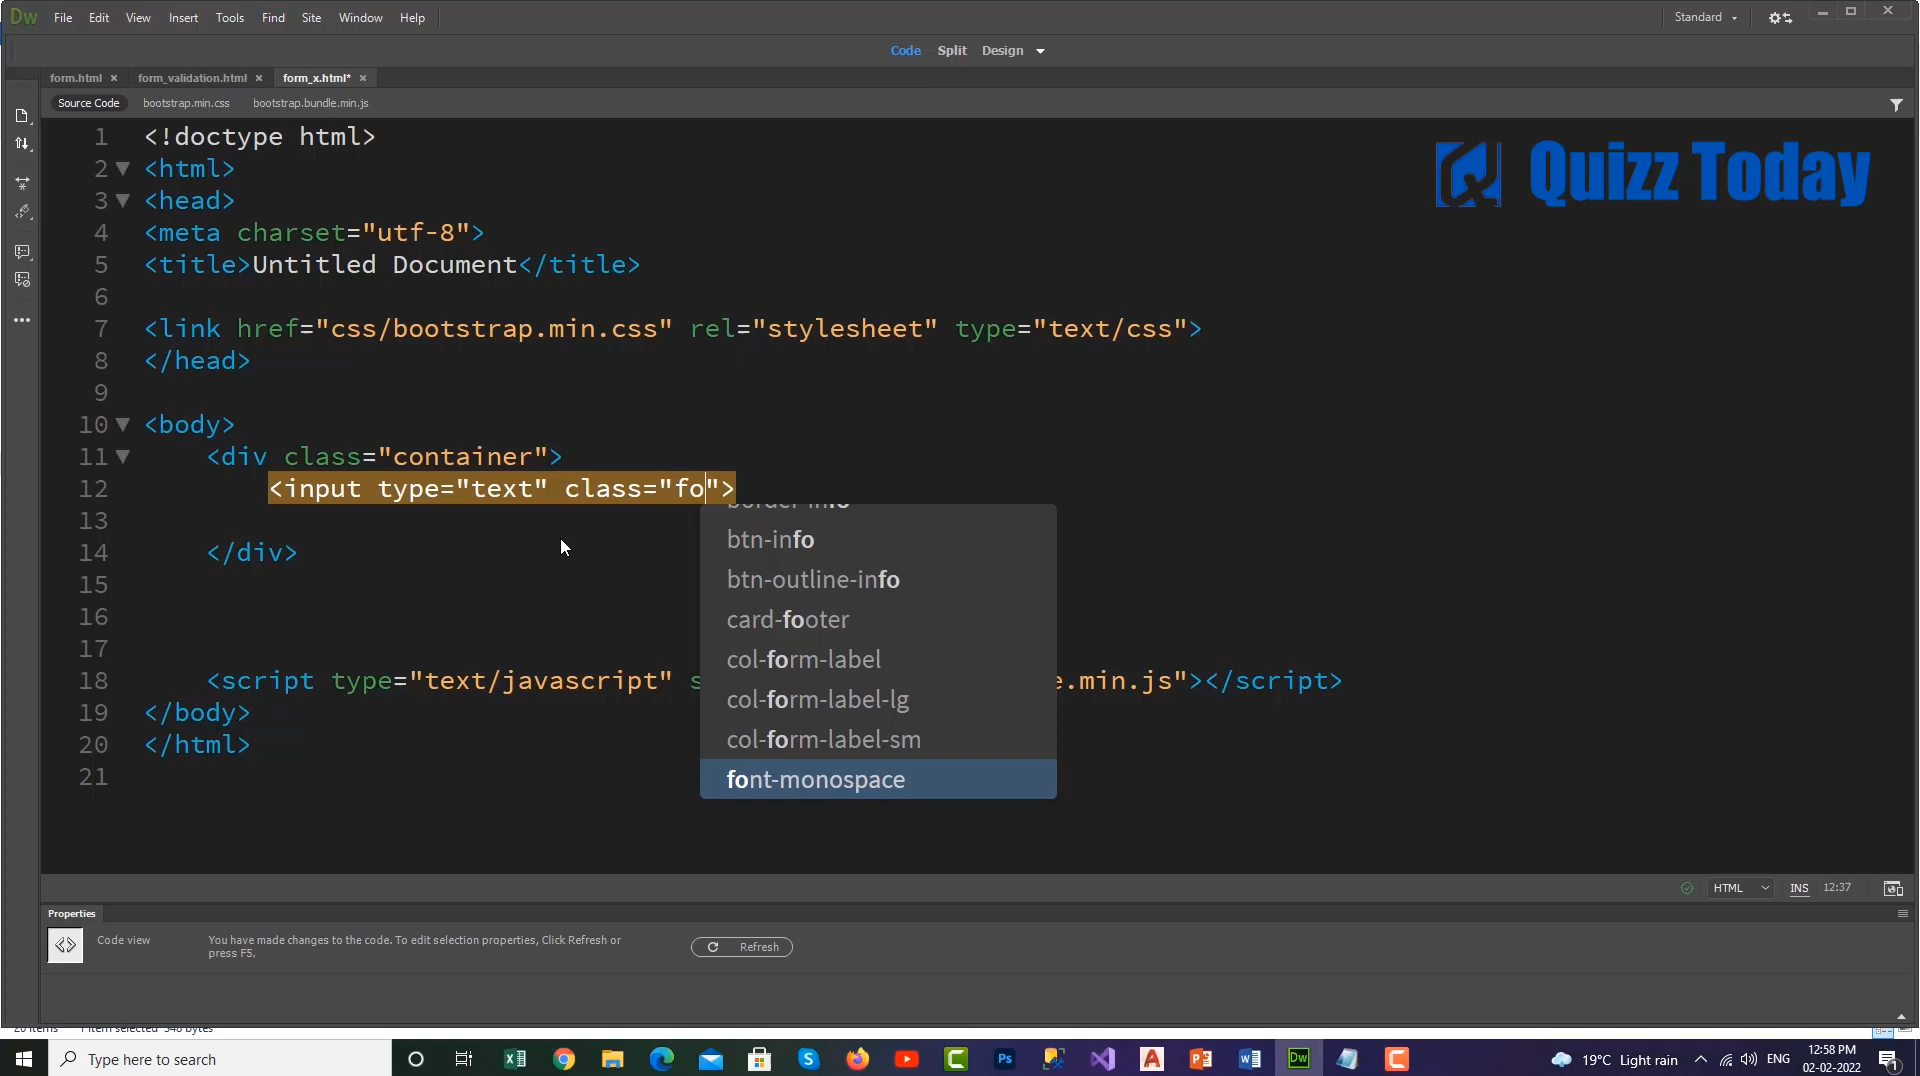 Dw File Edit View Insert Tools Find Site Window Help Standard
Code Split Design
form.html form_validation.html form_x.html*
Source Code bootstrap.min.css bootstrap.bundle.min.js
Quizz Today
1 <!doctype html>
2 <html>
3 <head>
4 <meta charset="utf-8">
5 <title>Untitled Document</title>
6
7 <link href="css/bootstrap.min.css" rel="stylesheet" type="text/css">
8 </head>
9
10 <body>
11 <div class="container">
12 <input type="text" class="fo">
13
14 </div>
15
16
17
18 <script type="text/javascript" s e.min.js"></script>
19 </body>
20 </html>
21
btn-info
btn-outline-info
card-footer
col-form-label
col-form-label-lg
col-form-label-sm
font-monospace
HTML INS 12:37
Properties
Code view
You have made changes to the code. To edit selection properties, Click Refresh or press F5.
Refresh
Type here to search
Ps
Dw
19°C Light rain
ENG
12:58 PM
02-02-2022
1